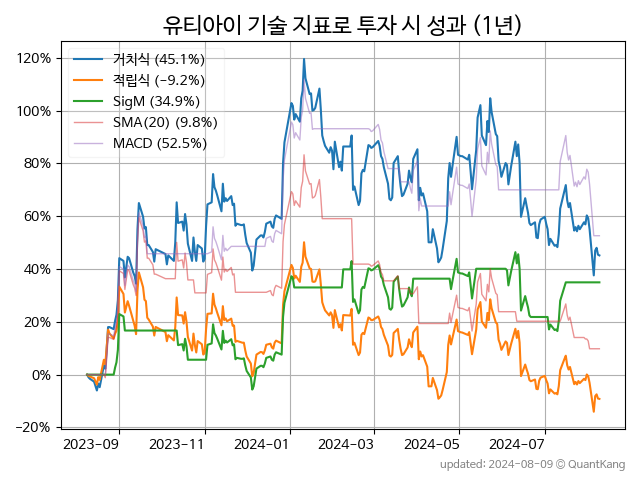 유티아이 기술 지표로 투자 시 성과 (1년)
거치식 (45.1%)
적립식 (−9.2%)
SigM (34.9%)
SMA(20) (9.8%)
MACD (52.5%)
120%
100%
80%
60%
40%
20%
0%
−20%
2023-09 2023-11 2024-01 2024-03 2024-05 2024-07
updated: 2024-08-09 © QuantKang